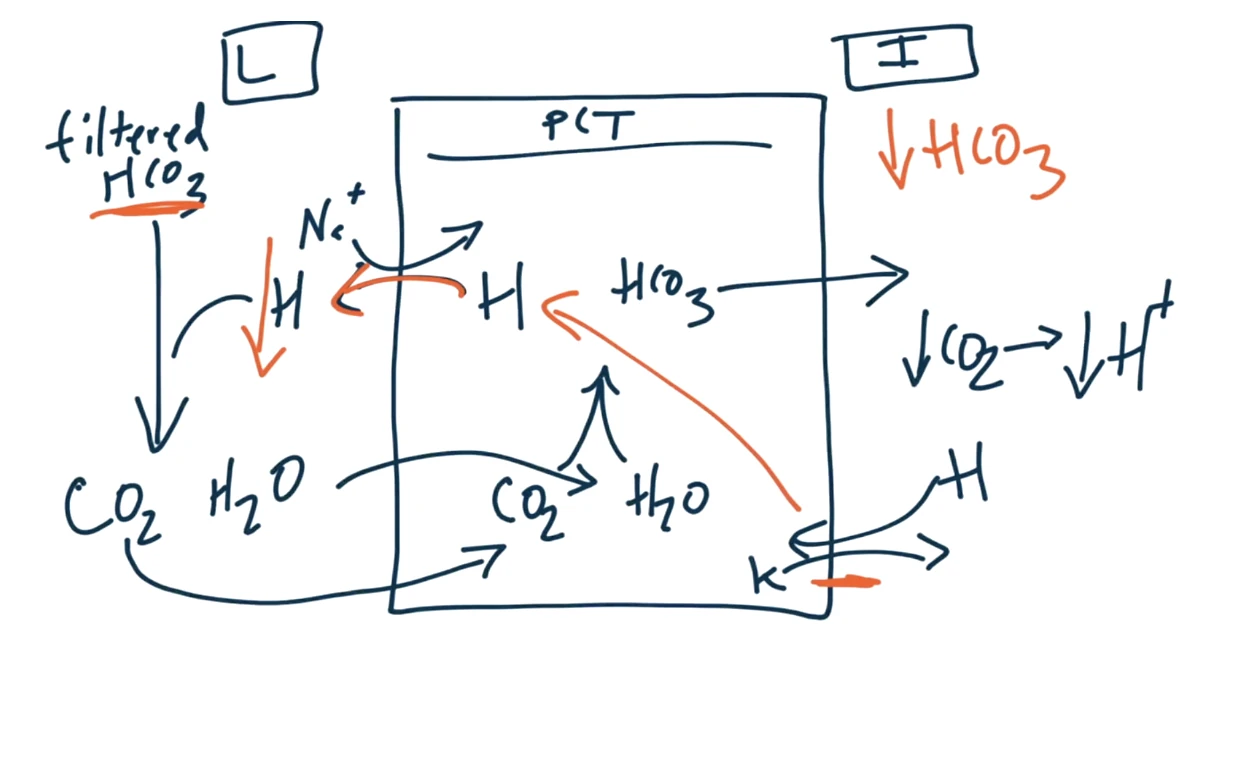 L
I
filtered
HCO3
PCT
↓ HCO3
Na+
H
H
HCO3
↓ CO2 → ↓ H+
CO2 H2O
CO2 H2O
H
K